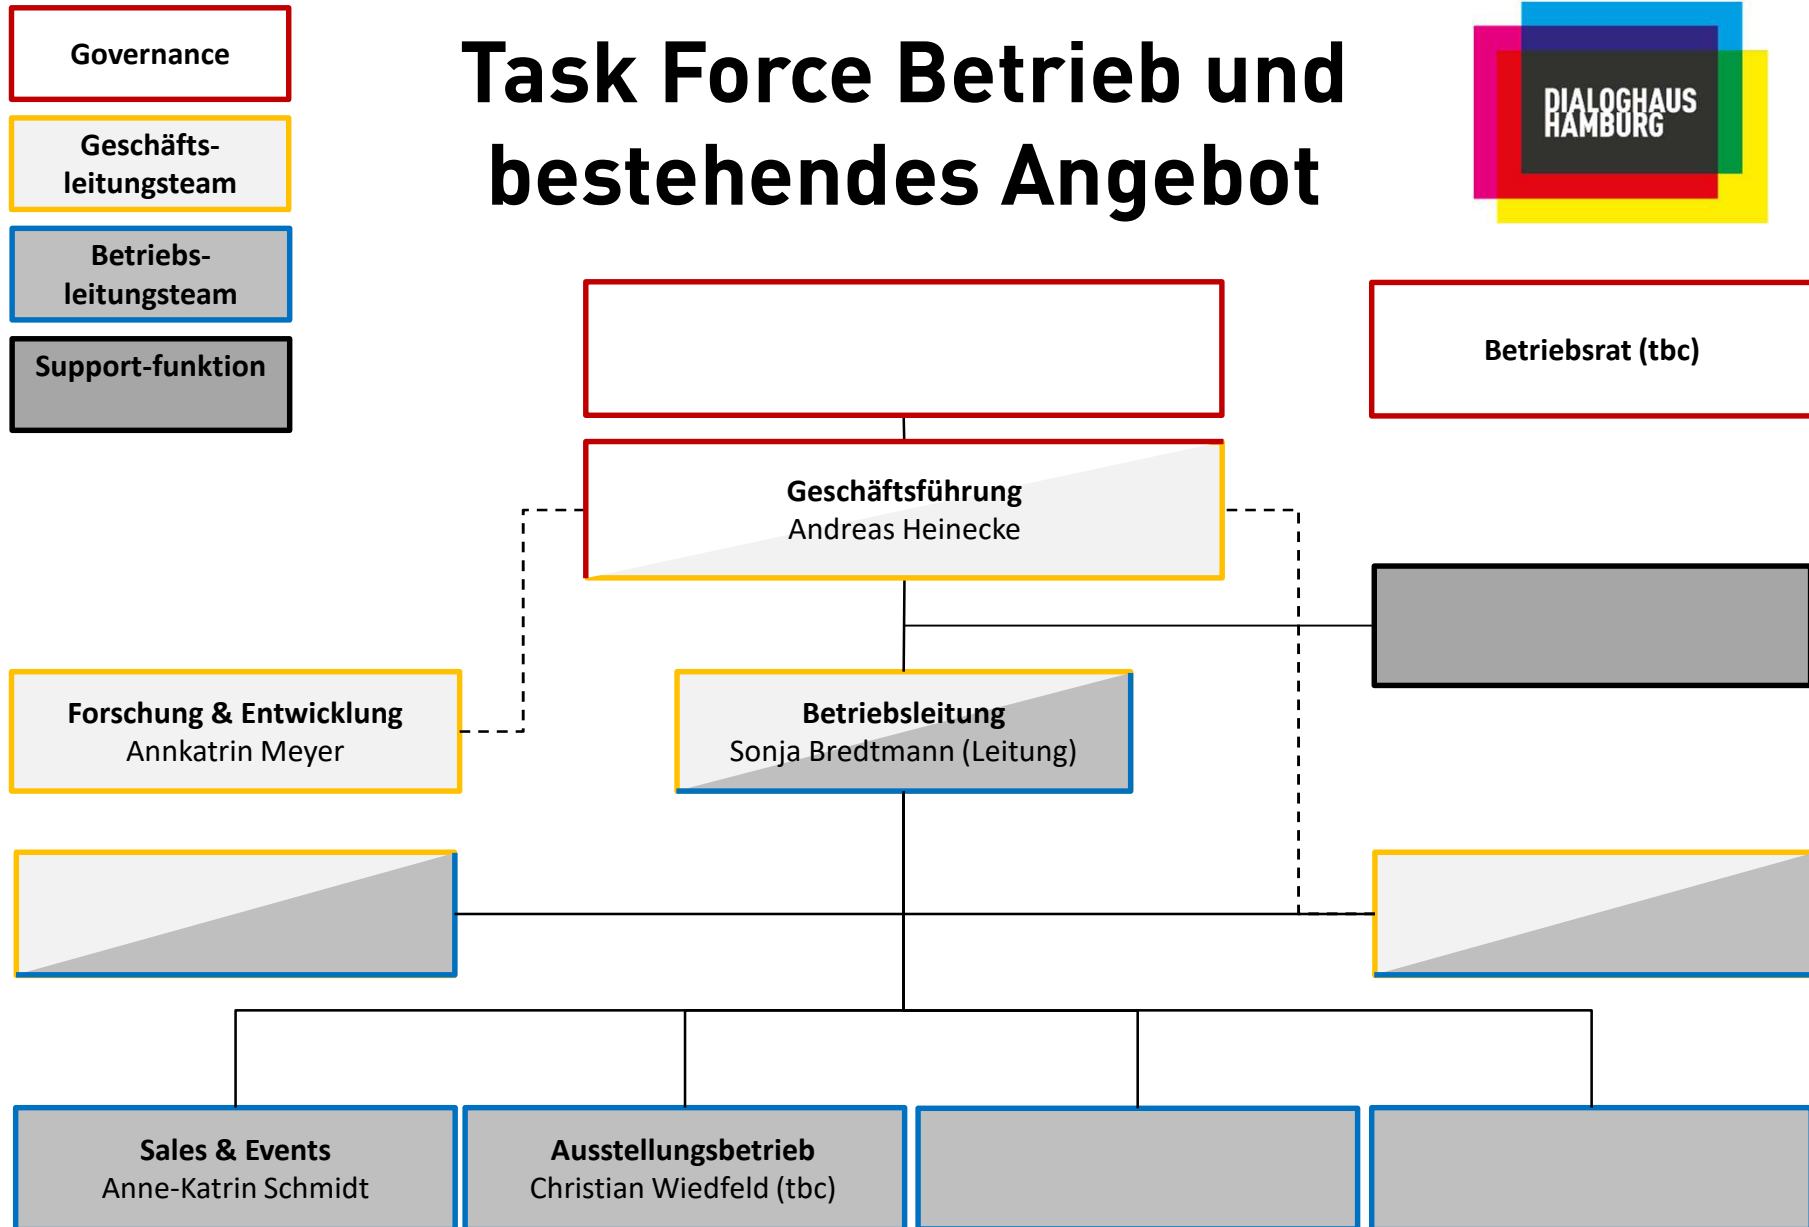 Governance
Geschäfts-
leitungsteam
Betriebs-
leitungsteam
Support-funktion
Task Force Betrieb und
bestehendes Angebot
DIALOGHAUS
HAMBURG
Betriebsrat (tbc)
Geschäftsführung
Andreas Heinecke
Forschung & Entwicklung
Annkatrin Meyer
Betriebsleitung
Sonja Bredtmann (Leitung)
Sales & Events
Anne-Katrin Schmidt
Ausstellungsbetrieb
Christian Wiedfeld (tbc)